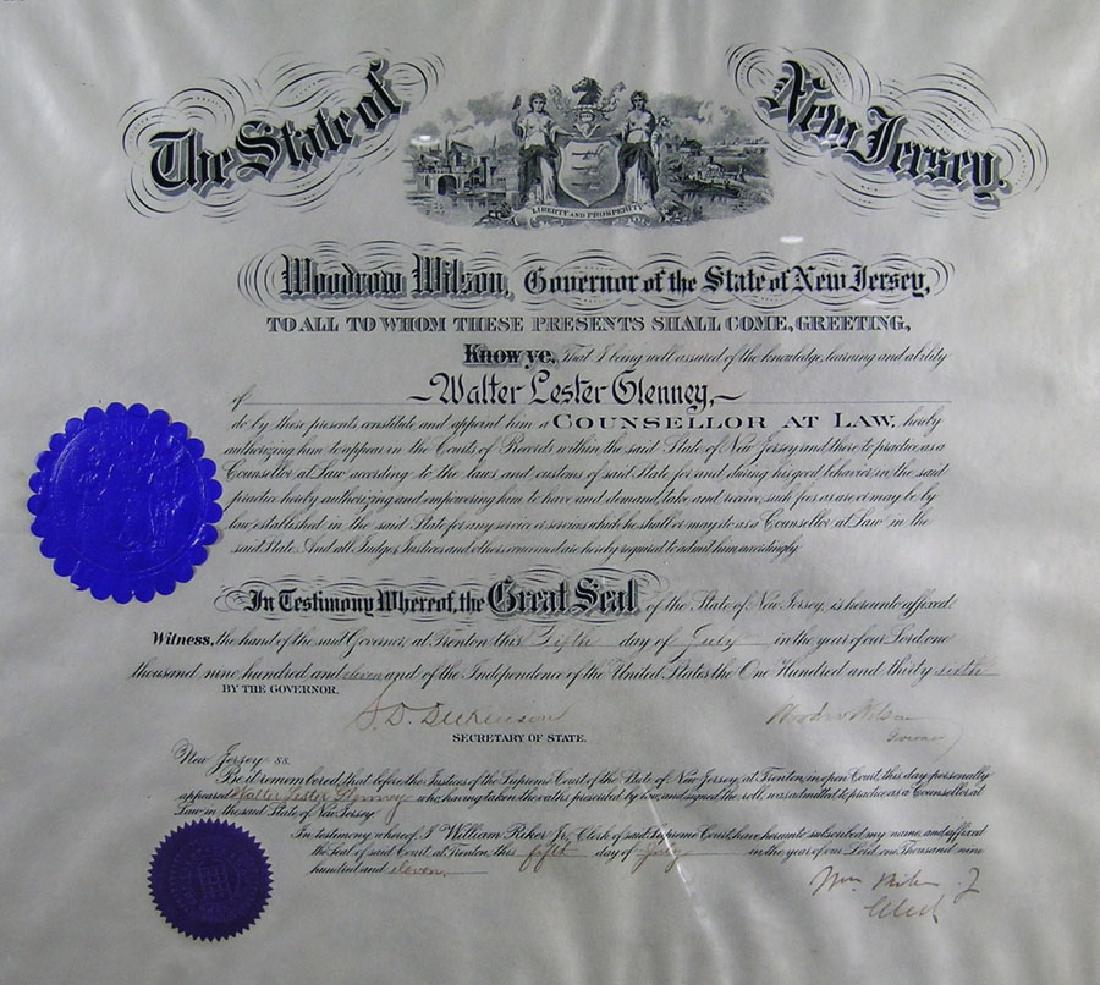 The State of New Jersey.
LIBERTY AND PROSPERITY
Woodrow Wilson, Governor of the State of New Jersey,
TO ALL TO WHOM THESE PRESENTS SHALL COME, GREETING,
Know ye, That I being well assured of the knowledge, learning and ability
of Walter Lester Glenney,
do by these presents constitute and appoint him a COUNSELLOR AT LAW, hereby
authorizing him to appear in the Courts of Records within the said State of New Jersey and there to practice as a
Counsellor at Law according to the laws and customs of said State for and during his good behavior in the said
practice hereby authorizing and empowering him to have and demand, take and receive, such fees as are or may be by
law established in the said State for any service or services which he shall or may do as a Counsellor at Law in the
said State. And all Judges, Justices and others concerned are hereby required to admit him accordingly
In Testimony Whereof, the Great Seal of the State of New Jersey, is hereunto affixed.
Witness, the hand of the said Governor, at Trenton this Fifth day of July in the year of our Lord one
thousand nine hundred and eleven and of the Independence of the United States the One Hundred and thirty sixth
BY THE GOVERNOR.
S. D. Dickinson Woodrow Wilson
Governor
SECRETARY OF STATE.
New Jersey ss.
Be it remembered, that before the Justices of the Supreme Court of the State of New Jersey, at Trenton, in open Court, this day personally
appeared Walter Lester Glenney who having taken the oaths prescribed by law, and signed the roll, was admitted to practice as a Counsellor at
Law in the said State of New Jersey.
In testimony whereof, I William Riker Jr., Clerk of said Supreme Court, have hereunto subscribed my name, and affixed
the Seal of said Court, at Trenton, this fifth day of July in the year of our Lord one Thousand nine
hundred and eleven.
Wm Riker Jr
Clerk